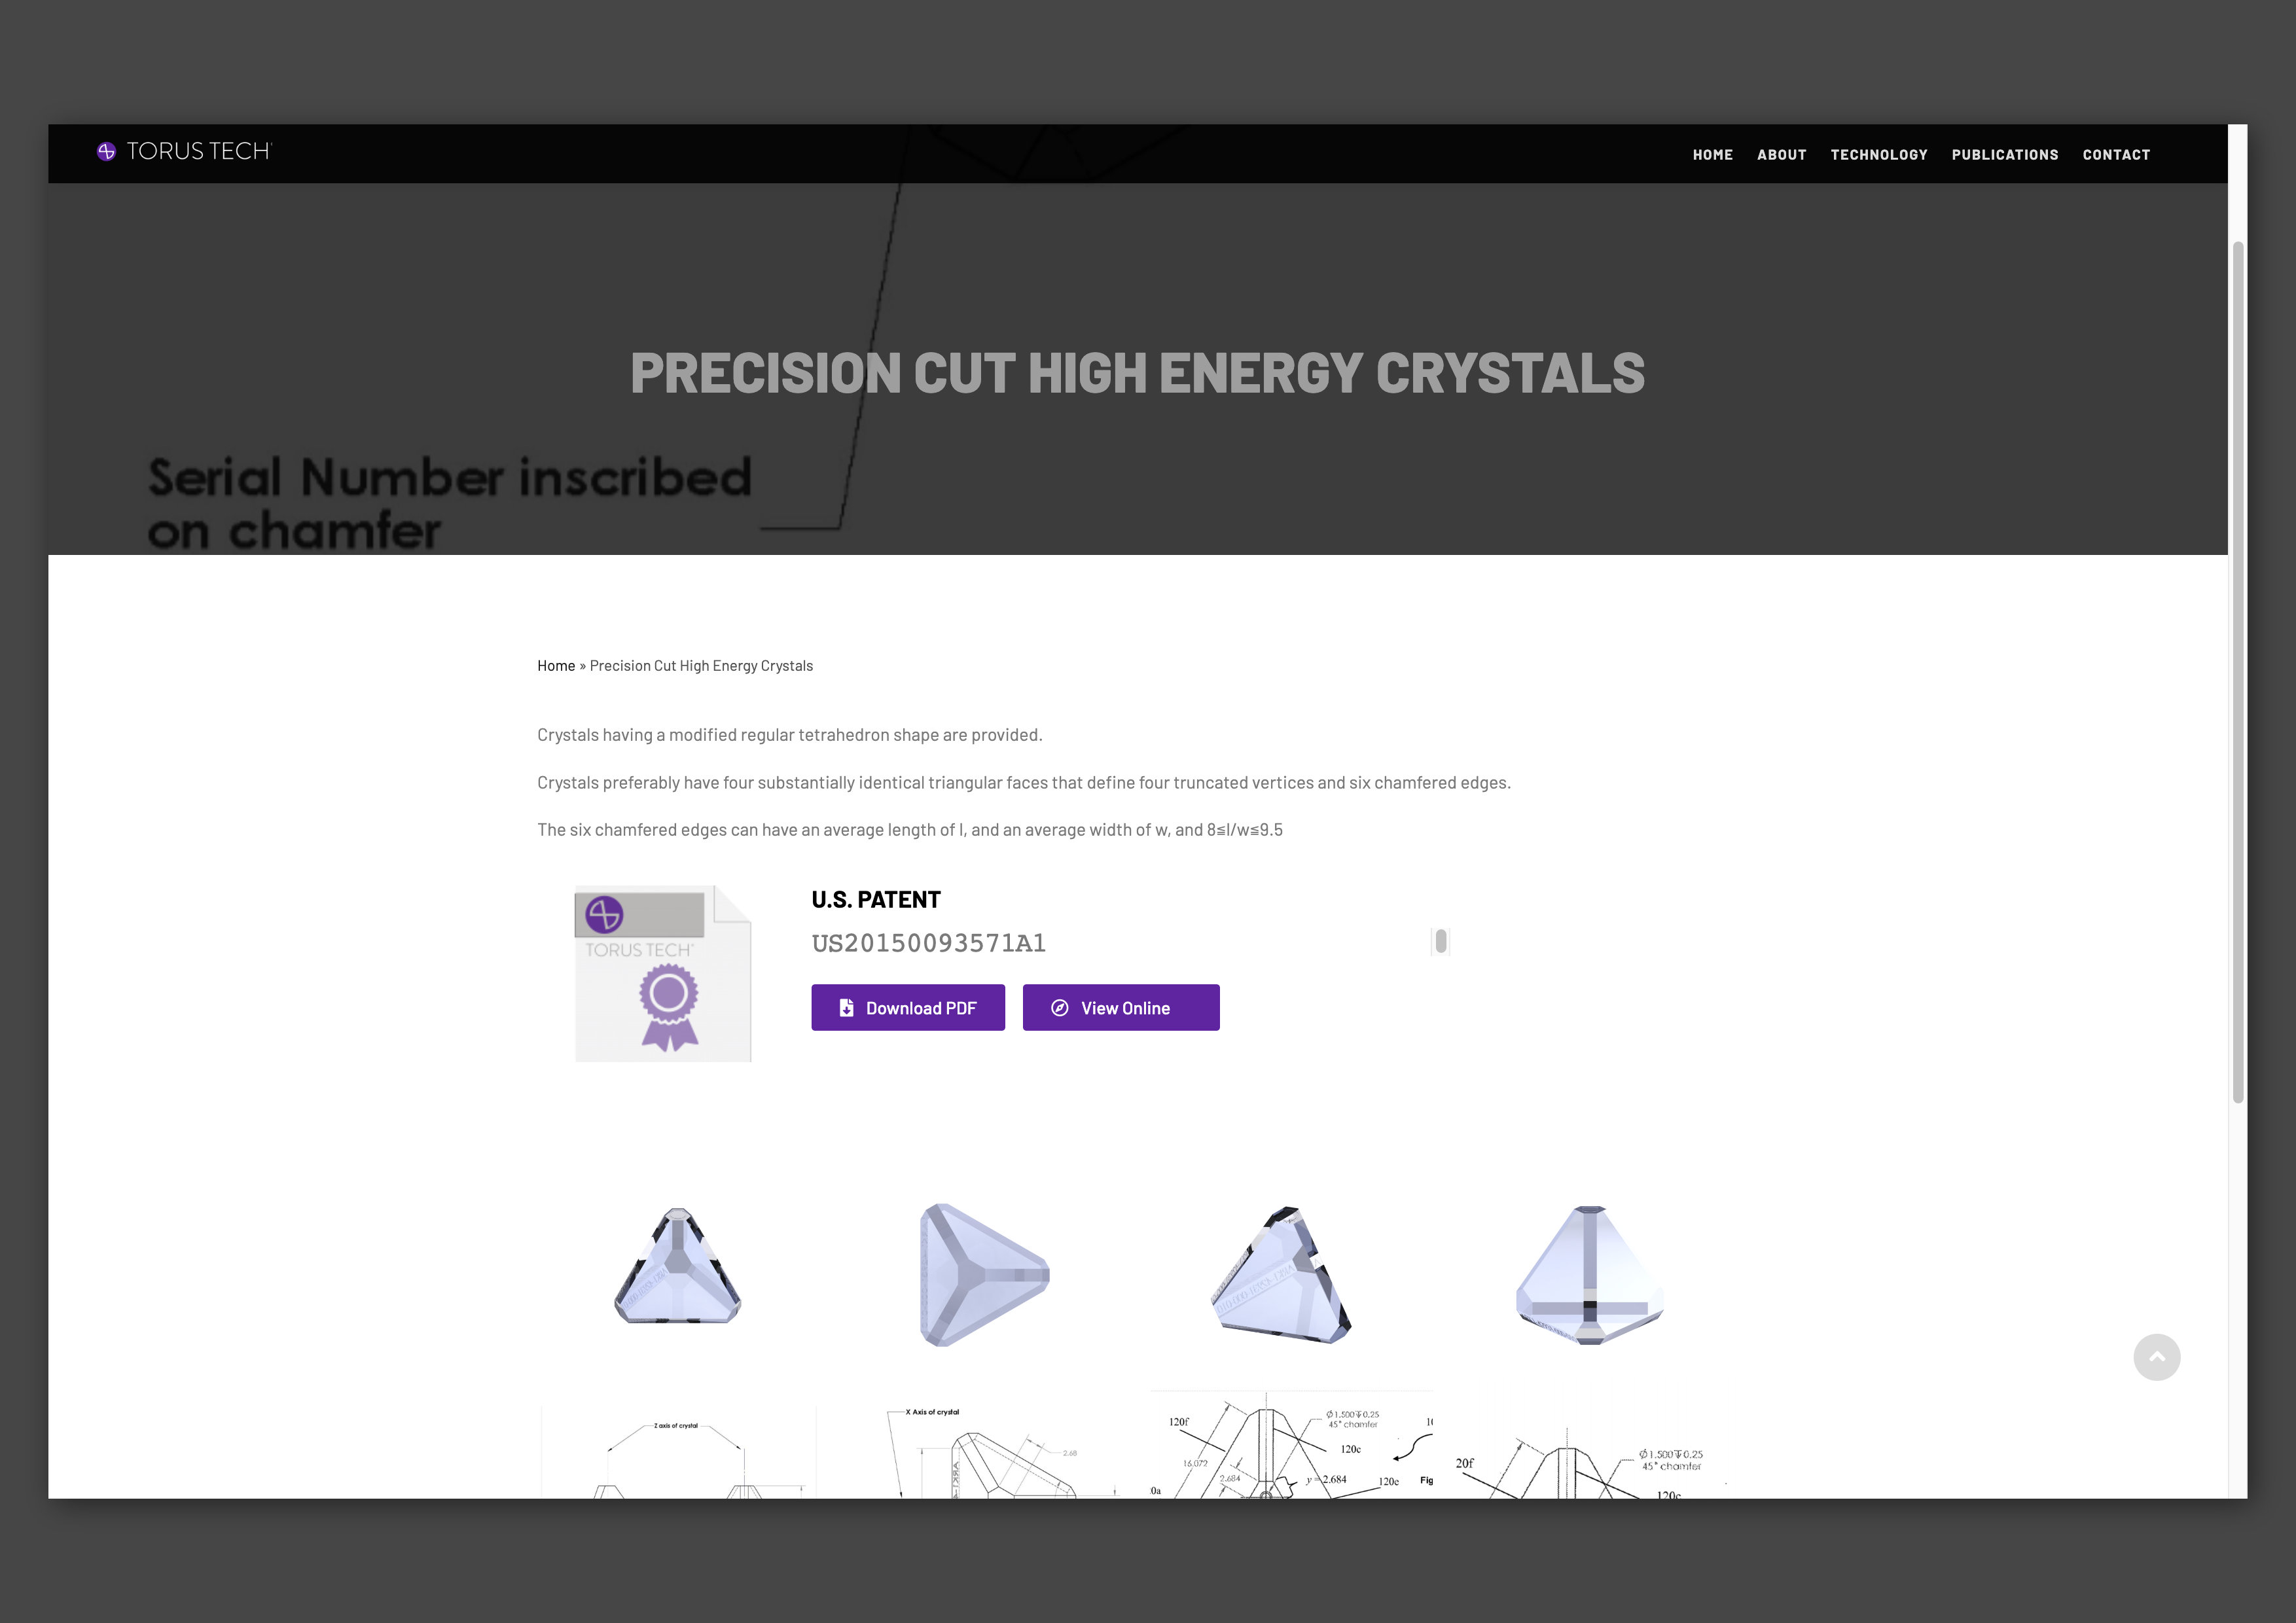 TORUS TECH
HOME ABOUT TECHNOLOGY PUBLICATIONS CONTACT
PRECISION CUT HIGH ENERGY CRYSTALS
Serial Number inscribed
on chamfer
Home » Precision Cut High Energy Crystals
Crystals having a modified regular tetrahedron shape are provided.
Crystals preferably have four substantially identical triangular faces that define four truncated vertices and six chamfered edges.
The six chamfered edges can have an average length of l, and an average width of w, and 8≦l/w≦9.5
TORUS TECH
U.S. PATENT
US20150093571A1
Download PDF
View Online
Z axis of crystal
X Axis of crystal
2.68
120f
Ø1.500↧0.25
45° chamfer
120c
16.072
2.684
y = 2.684
120e
Fig
0a
20f
Ø1.500↧0.25
45° chamfer
120c